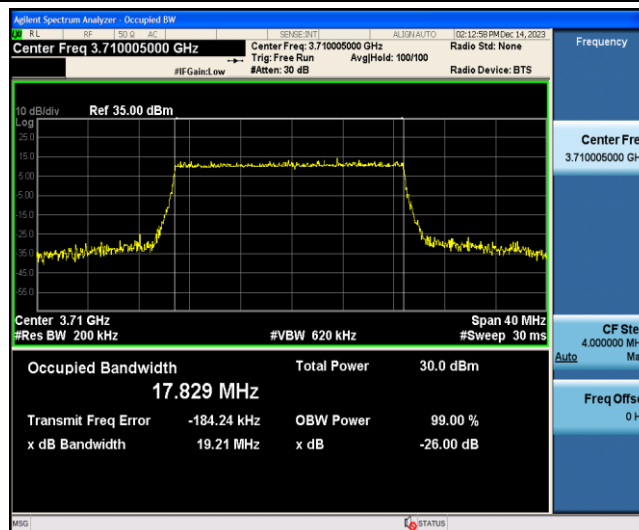 Agilent Spectrum Analyzer - Occupied BW
RL RF 50 Ω AC SENSE:INT ALIGNAUTO 02:12:58 PM Dec 14, 2023
Center Freq 3.710005000 GHz Center Freq: 3.710005000 GHz Radio Std: None Frequency
Trig: Free Run Avg|Hold: 100/100
#IFGain:Low #Atten: 30 dB Radio Device: BTS
10 dB/div Ref 35.00 dBm
Log
25.0
15.0
5.00
-5.00
-15.0
-25.0
-35.0
-45.0
-55.0
Center Fre
3.710005000 GH
Center 3.71 GHz Span 40 MHz
#Res BW 200 kHz #VBW 620 kHz #Sweep 30 ms
CF Ste
4.000000 MH
Auto Ma
Occupied Bandwidth Total Power 30.0 dBm
17.829 MHz
Transmit Freq Error -184.24 kHz OBW Power 99.00 %
x dB Bandwidth 19.21 MHz x dB -26.00 dB
Freq Offse
0 H
MSG STATUS